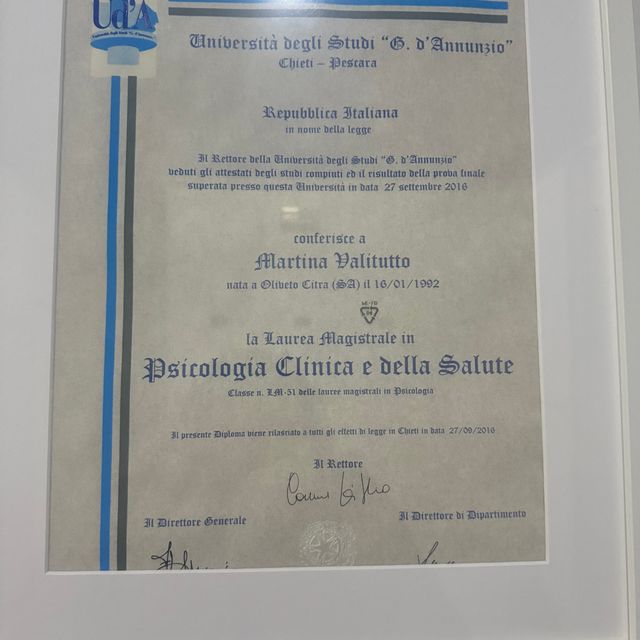 Ud'A
Università degli Studi "G. d'Annunzio"
Chieti – Pescara
Repubblica Italiana
in nome della legge
Il Rettore della Università degli Studi "G. d'Annunzio"
veduti gli attestati degli studi compiuti ed il risultato della prova finale
superata presso questa Università in data 27 settembre 2016
conferisce a
Martina Valitutto
nata a Oliveto Citra (SA) il 16/01/1992
la Laurea Magistrale in
Psicologia Clinica e della Salute
Classe n. LM-51 delle lauree magistrali in Psicologia
Il presente Diploma viene rilasciato a tutti gli effetti di legge in Chieti in data 27/09/2016
Il Rettore
Il Direttore Generale
Il Direttore di Dipartimento